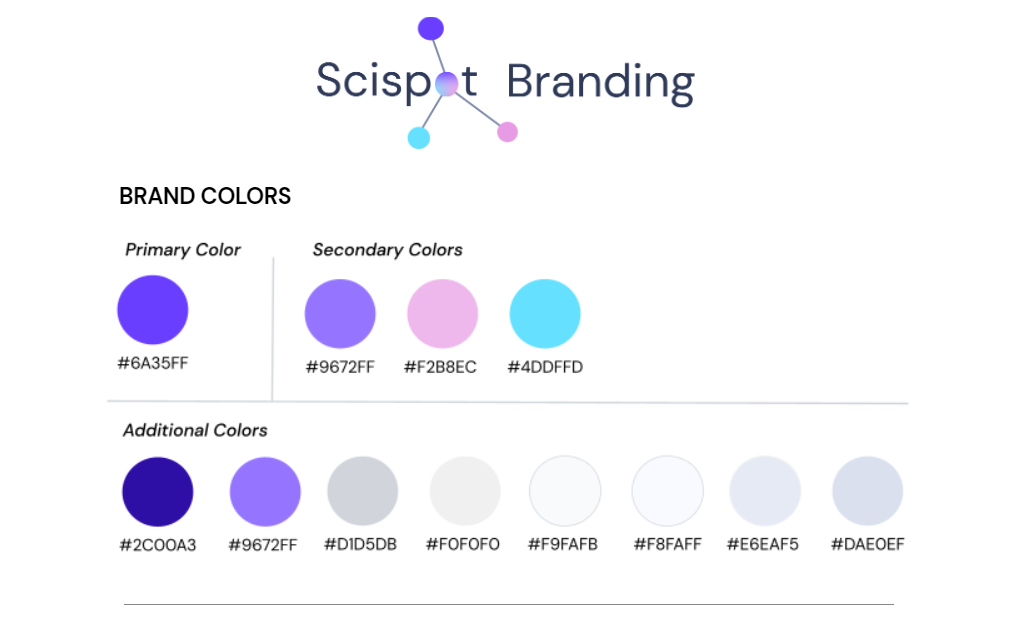 Scispot Branding
BRAND COLORS
Primary Color
Secondary Colors
#6A35FF
#9672FF #F2B8EC #4DDFFD
Additional Colors
#2C00A3 #9672FF #D1D5DB #F0F0F0 #F9FAFB #F8FAFF #E6EAF5 #DAE0EF